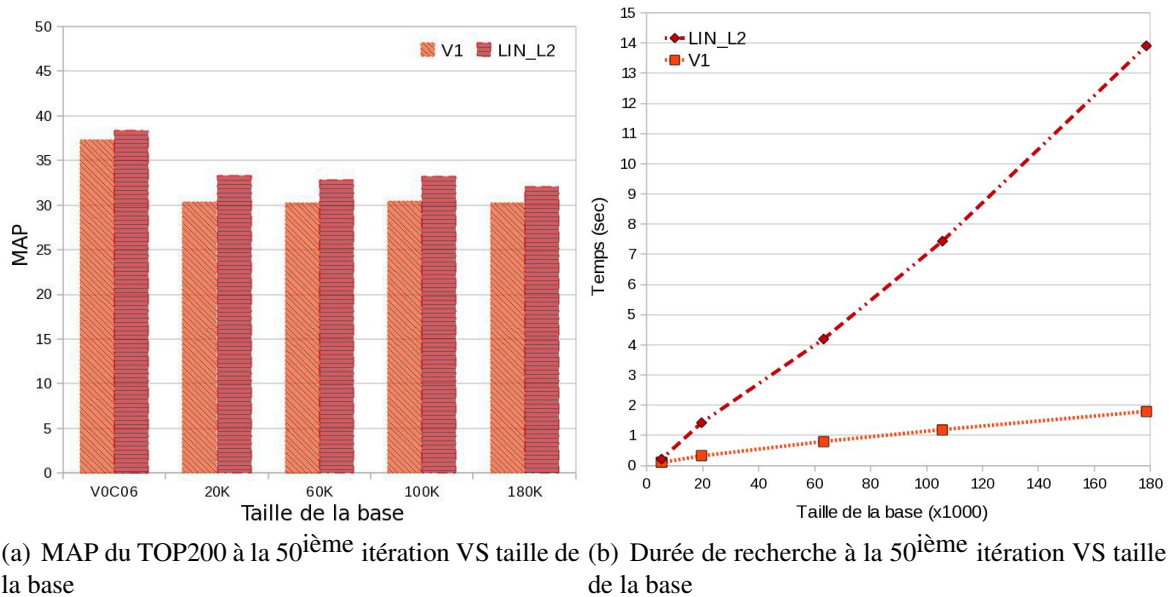 50
45
40
35
30
25
20
15
10
5
0
MAP
V1 LIN_L2
V0C06 20K 60K 100K 180K
Taille de la base
15
14
13
12
11
10
9
8
7
6
5
4
3
2
1
0
Temps (sec)
LIN_L2
V1
0 20 40 60 80 100 120 140 160 180
Taille de la base (x1000)
(a) MAP du TOP200 à la 50ième itération VS taille de
la base
(b) Durée de recherche à la 50ième itération VS taille
de la base